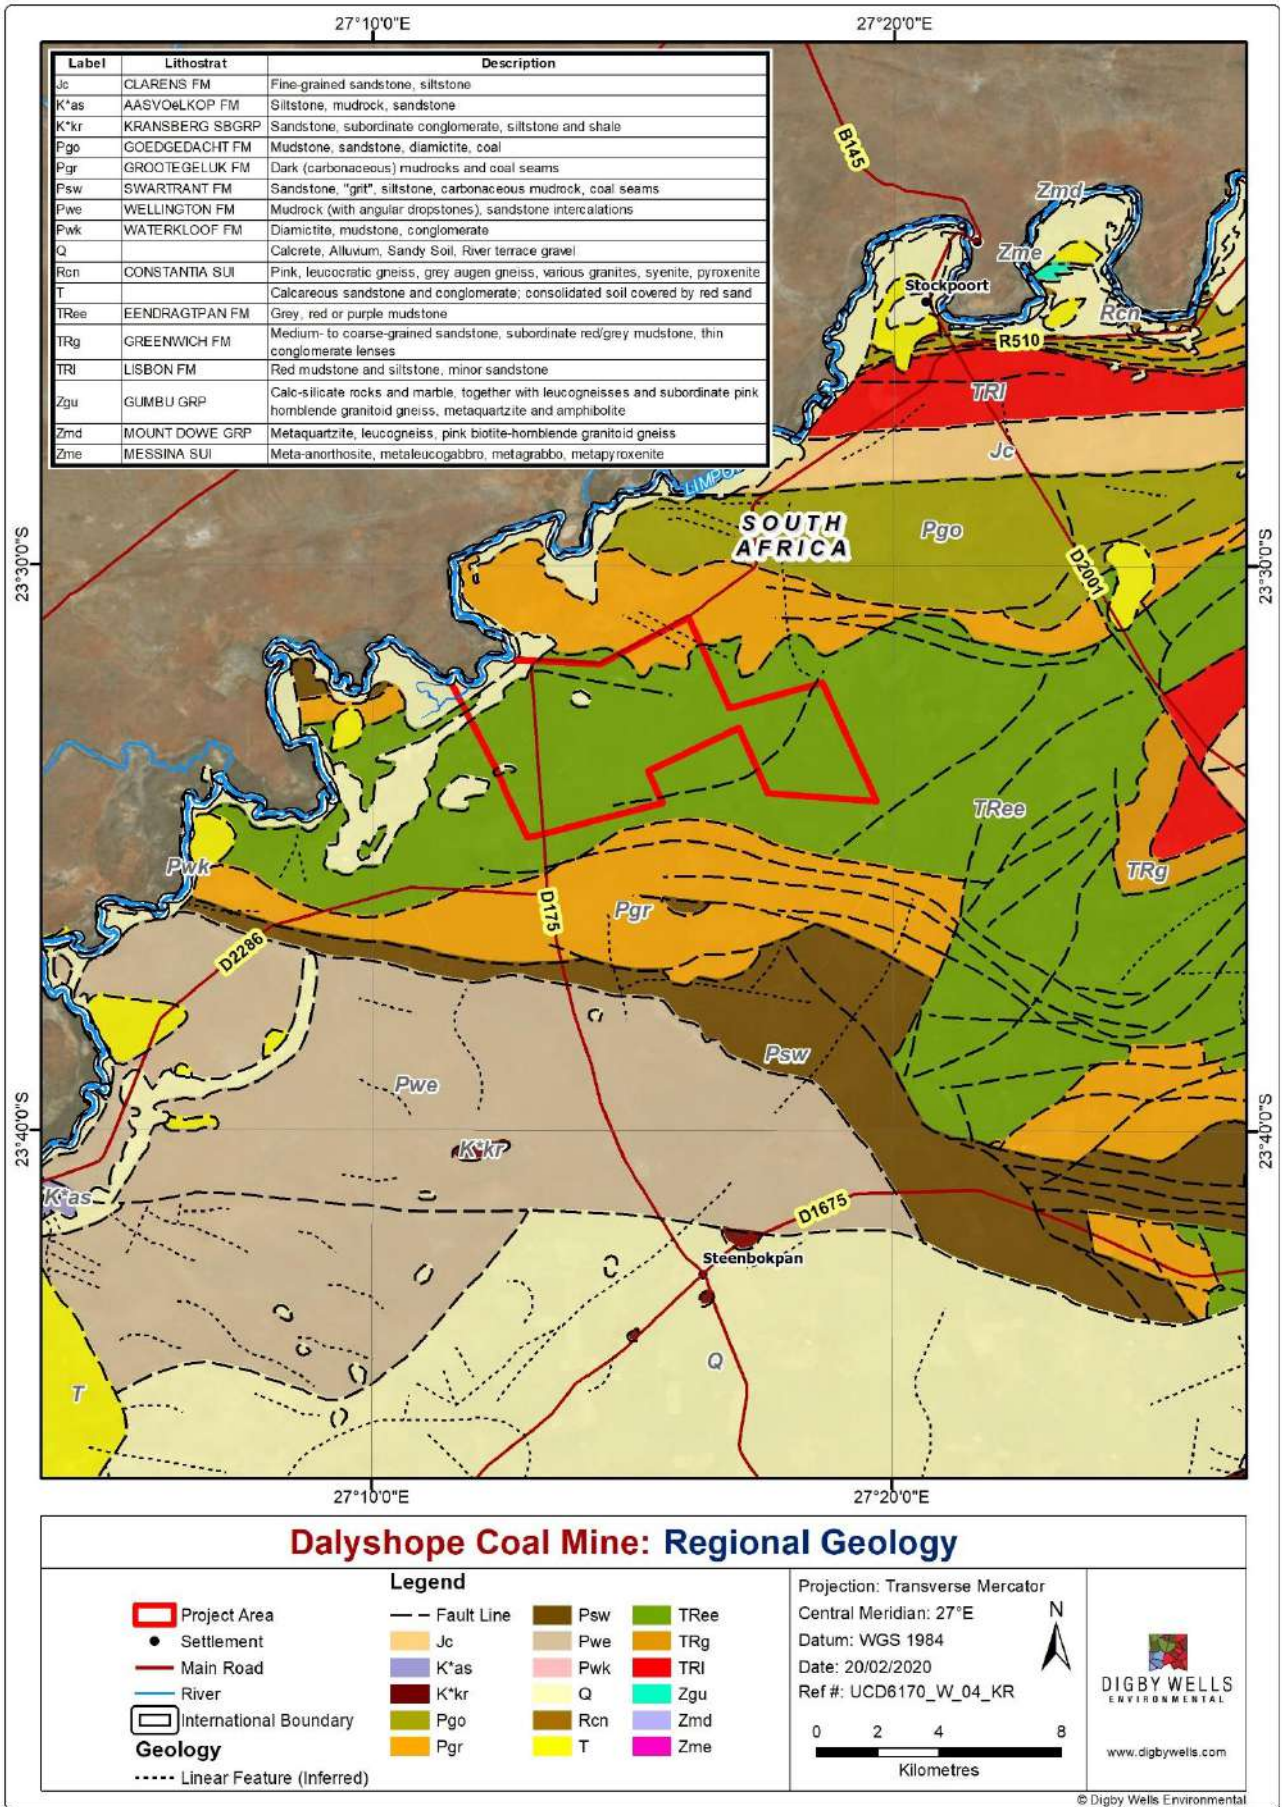 27°10'0"E 27°20'0"E
Label Lithostrat Description
Jc CLARENS FM Fine-grained sandstone, siltstone
K*as AASVOëLKOP FM Siltstone, mudrock, sandstone
K*kr KRANSBERG SBGRP Sandstone, subordinate conglomerate, siltstone and shale
Pgo GOEDGEDACHT FM Mudstone, sandstone, diamictite, coal
Pgr GROOTEGELUK FM Dark (carbonaceous) mudrocks and coal seams
Psw SWARTRANT FM Sandstone, "grit", siltstone, carbonaceous mudrock, coal seams
Pwe WELLINGTON FM Mudrock (with angular dropstones), sandstone intercalations
Pwk WATERKLOOF FM Diamictite, mudstone, conglomerate
Q Calcrete, Alluvium, Sandy Soil, River terrace gravel
Rcn CONSTANTIA SUI Pink, leucocratic gneiss, grey augen gneiss, various granites, syenite, pyroxenite
T Calcareous sandstone and conglomerate; consolidated soil covered by red sand
TRee EENDRAGTPAN FM Grey, red or purple mudstone
TRg GREENWICH FM Medium- to coarse-grained sandstone, subordinate red/grey mudstone, thin
conglomerate lenses
TRl LISBON FM Red mudstone and siltstone, minor sandstone
Zgu GUMBU GRP Calc-silicate rocks and marble, together with leucogneisses and subordinate pink
hornblende granitoid gneiss, metaquartzite and amphibolite
Zmd MOUNT DOWE GRP Metaquartzite, leucogneiss, pink biotite-hornblende granitoid gneiss
Zme MESSINA SUI Meta-anorthosite, metaleucogabbro, metagrabbo, metapyroxenite
B145
Zmd
Zme
Stockpoort
Rcn
R510
TRl
Jc
LIMPO
SOUTH
AFRICA
Pgo
23°30'0"S 23°30'0"S
D2001
TRee
Pwk
TRg
D175
Pgr
D2286
Psw
Pwe
23°40'0"S 23°40'0"S
K*kr
K*as
D1675
Steenbokpan
Q
T
27°10'0"E 27°20'0"E
Dalyshope Coal Mine: Regional Geology
Legend
Project Area
Settlement
Main Road
River
International Boundary
Geology
Linear Feature (Inferred)
Fault Line
Jc
K*as
K*kr
Pgo
Pgr
Psw
Pwe
Pwk
Q
Rcn
T
TRee
TRg
TRl
Zgu
Zmd
Zme
Projection: Transverse Mercator
Central Meridian: 27°E
Datum: WGS 1984
Date: 20/02/2020
Ref #: UCD6170_W_04_KR
N
0 2 4 8
Kilometres
DIGBY WELLS
ENVIRONMENTAL
www.digbywells.com
© Digby Wells Environmental